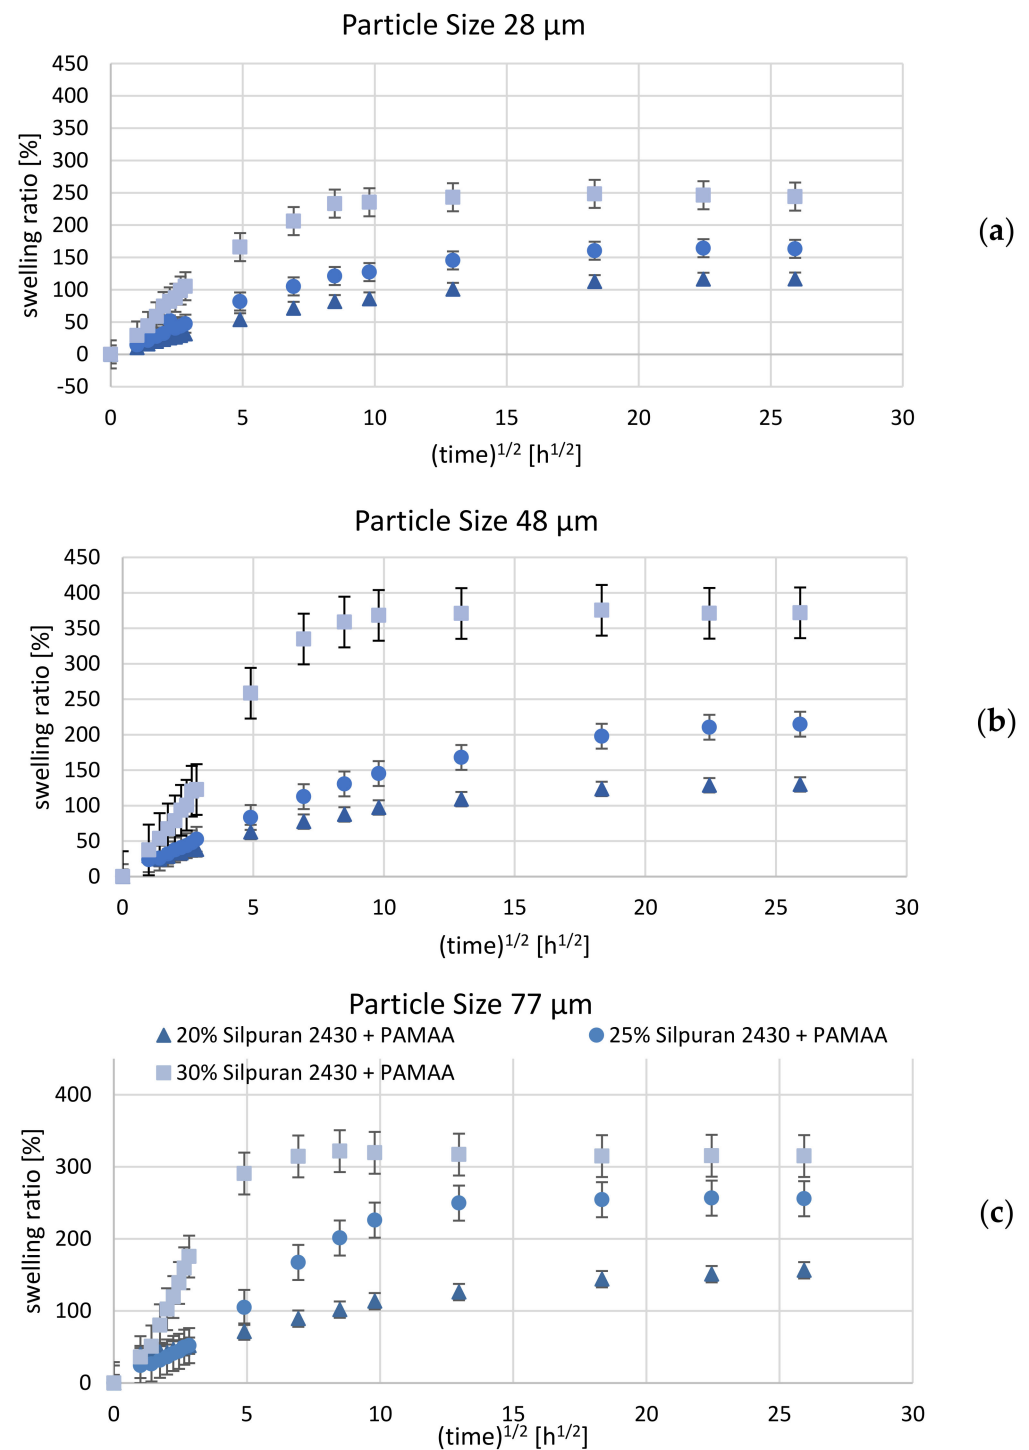 Particle Size 28 µm
450
400
350
300
250
200
150
100
50
0
-50
swelling ratio [%]
0 5 10 15 20 25 30
(time)1/2 [h1/2]
(a)
Particle Size 48 µm
450
400
350
300
250
200
150
100
50
0
swelling ratio [%]
0 5 10 15 20 25 30
(time)1/2 [h1/2]
(b)
Particle Size 77 µm
20% Silpuran 2430 + PAMAA 25% Silpuran 2430 + PAMAA
30% Silpuran 2430 + PAMAA
400
300
200
100
0
swelling ratio [%]
0 5 10 15 20 25 30
(time)1/2 [h1/2]
(c)